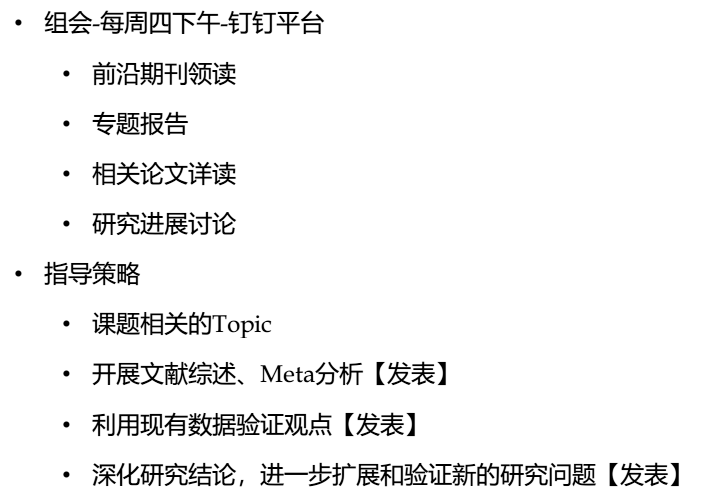 • 组会-每周四下午-钉钉平台
• 前沿期刊领读
• 专题报告
• 相关论文详读
• 研究进展讨论
• 指导策略
• 课题相关的Topic
• 开展文献综述、Meta分析【发表】
• 利用现有数据验证观点【发表】
• 深化研究结论，进一步扩展和验证新的研究问题【发表】